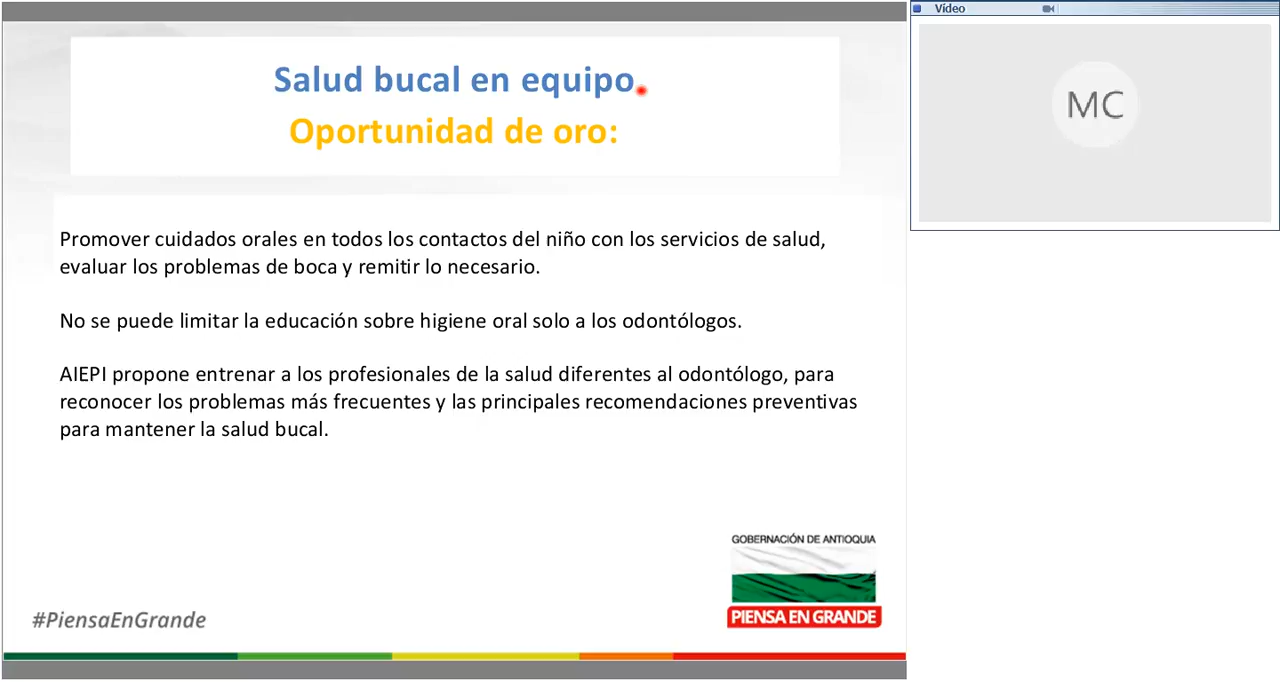 Vídeo
MC
Salud bucal en equipo
Oportunidad de oro:
Promover cuidados orales en todos los contactos del niño con los servicios de salud,
evaluar los problemas de boca y remitir lo necesario.
No se puede limitar la educación sobre higiene oral solo a los odontólogos.
AIEPI propone entrenar a los profesionales de la salud diferentes al odontólogo, para
reconocer los problemas más frecuentes y las principales recomendaciones preventivas
para mantener la salud bucal.
GOBERNACIÓN DE ANTIOQUIA
PIENSA EN GRANDE
#PiensaEnGrande